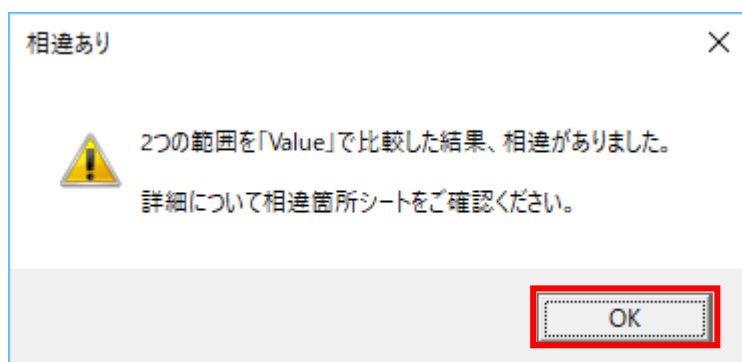 相違あり
2つの範囲を「Value」で比較した結果、相違がありました。
詳細について相違箇所シートをご確認ください。
OK